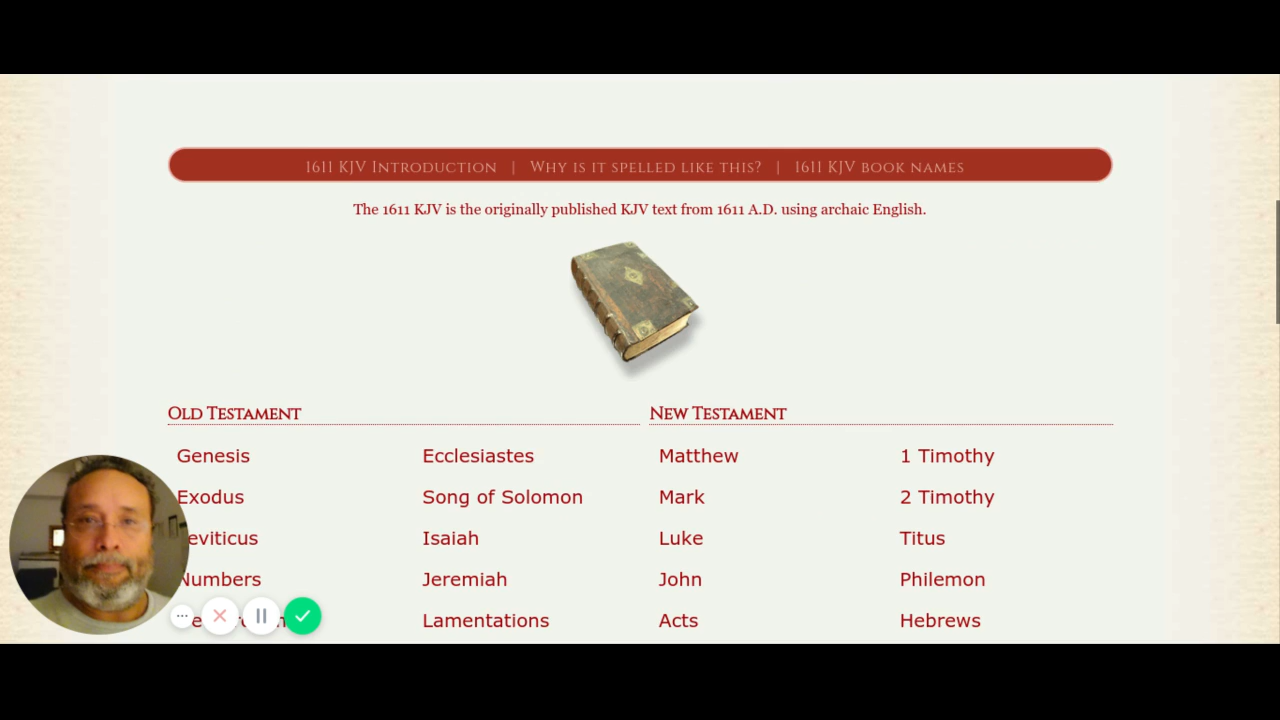 1611 KJV Introduction | Why is it spelled like this? | 1611 KJV book names
The 1611 KJV is the originally published KJV text from 1611 A.D. using archaic English.
Old Testament
New Testament
Genesis Ecclesiastes Matthew 1 Timothy
Exodus Song of Solomon Mark 2 Timothy
eviticus Isaiah Luke Titus
Numbers Jeremiah John Philemon
Lamentations Acts Hebrews